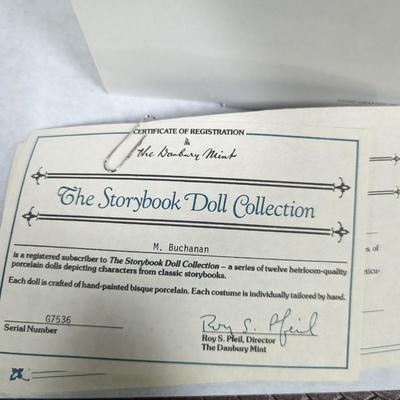 CERTIFICATE OF REGISTRATION
The Danbury Mint
The Storybook Doll Collection
M. Buchanan
is a registered subscriber to The Storybook Doll Collection – a series of twelve heirloom-quality
porcelain dolls depicting characters from classic storybooks.
Each doll is crafted of hand-painted bisque porcelain. Each costume is individually tailored by hand.
G7536
Serial Number
Roy S. Pfeil
Roy S. Pfeil, Director
The Danbury Mint